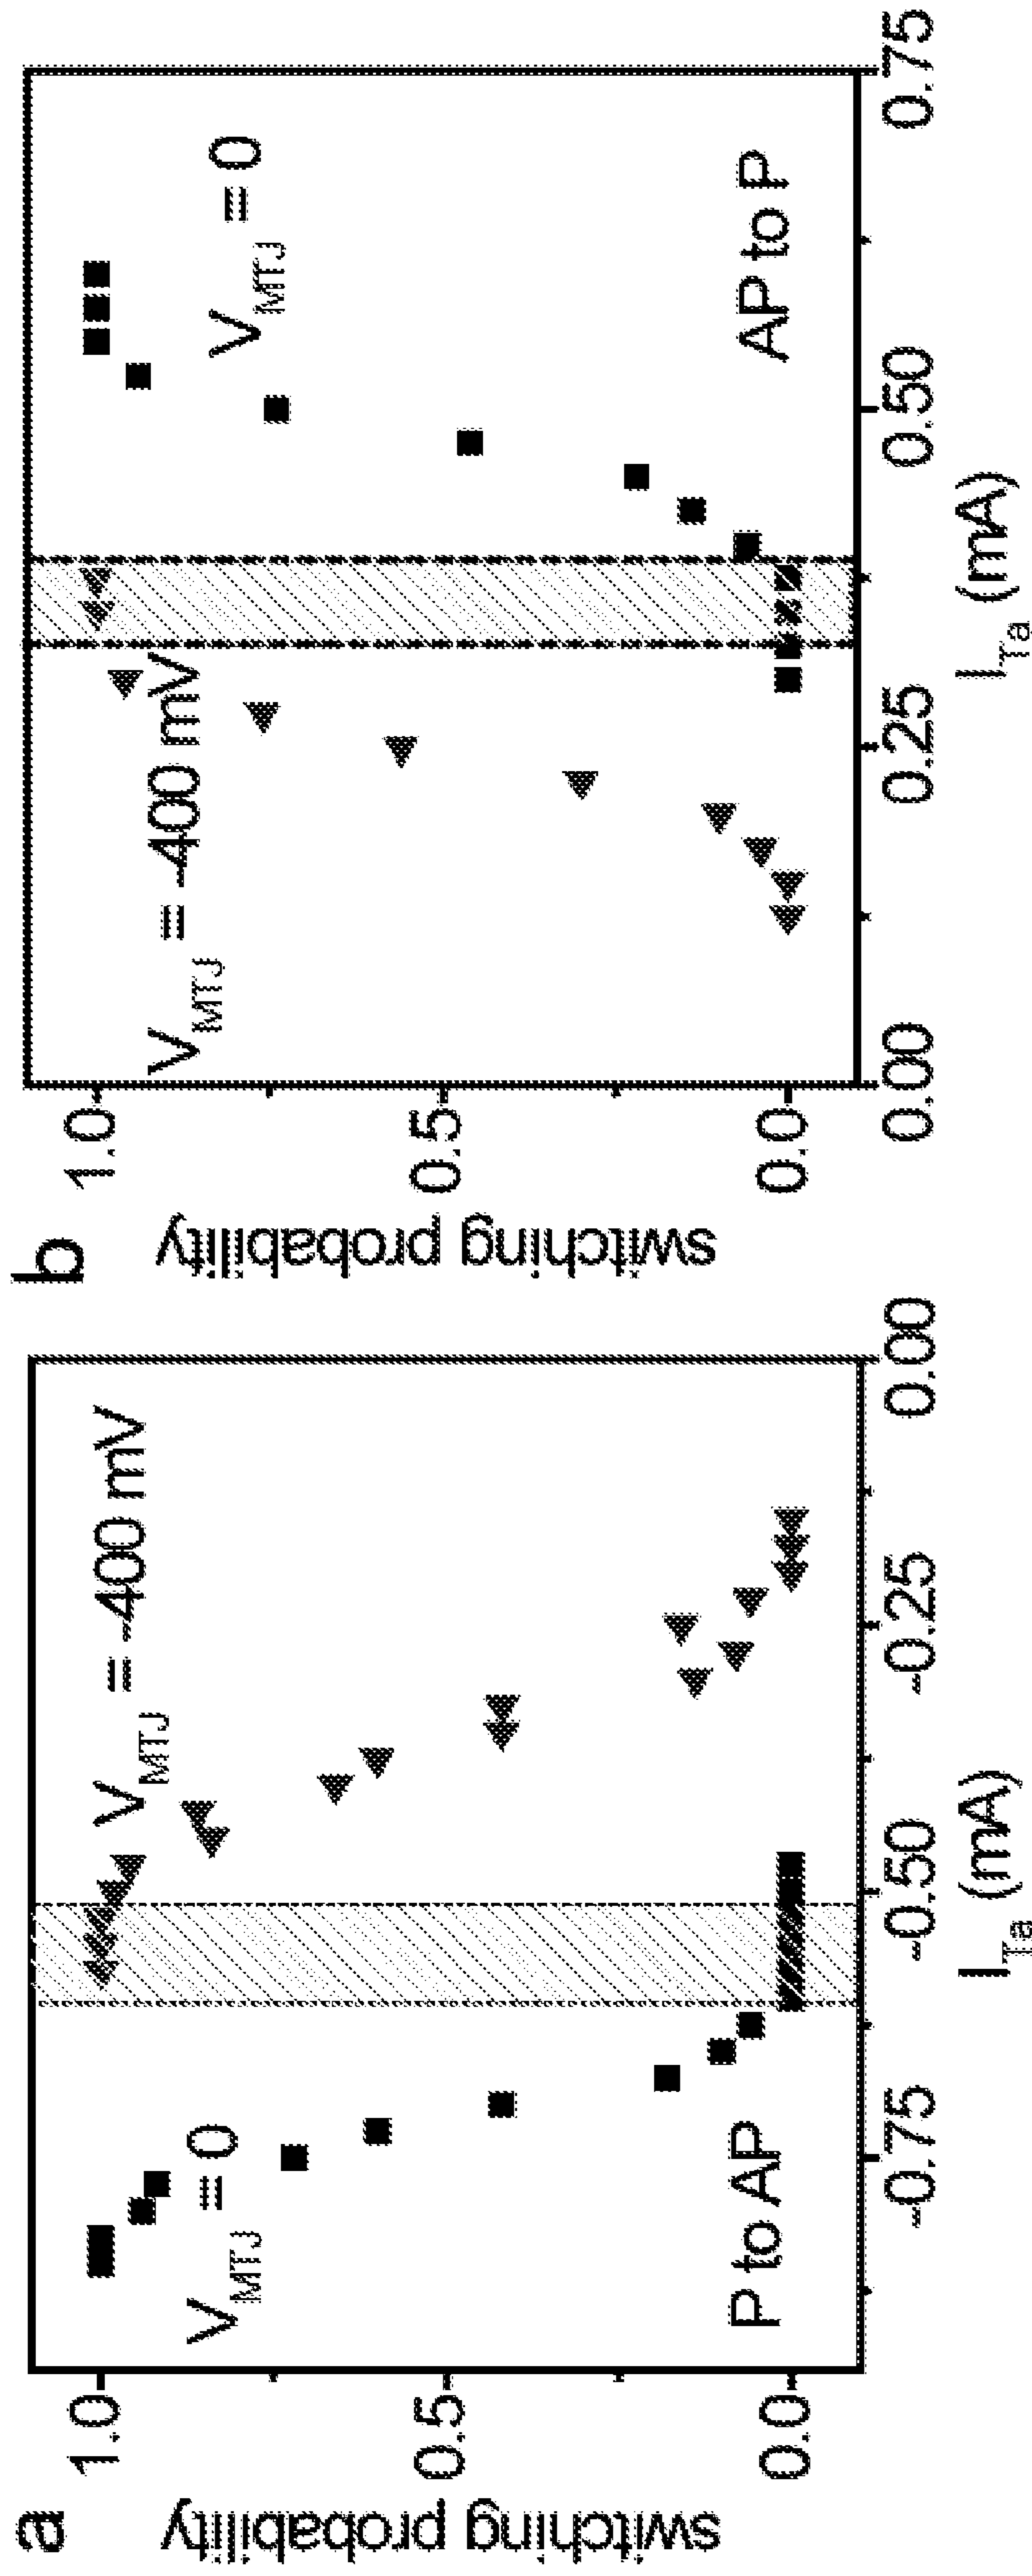 a
switching probability
1.0
0.5
0.0
V_MTJ = 0
V_MTJ = -400 mV
P to AP
-0.75
-0.50
-0.25
0.00
I_Ta (mA)
b
switching probability
1.0
0.5
0.0
V_MTJ = -400 mV
V_MTJ = 0
AP to P
0.00
0.25
0.50
0.75
I_Ta (mA)